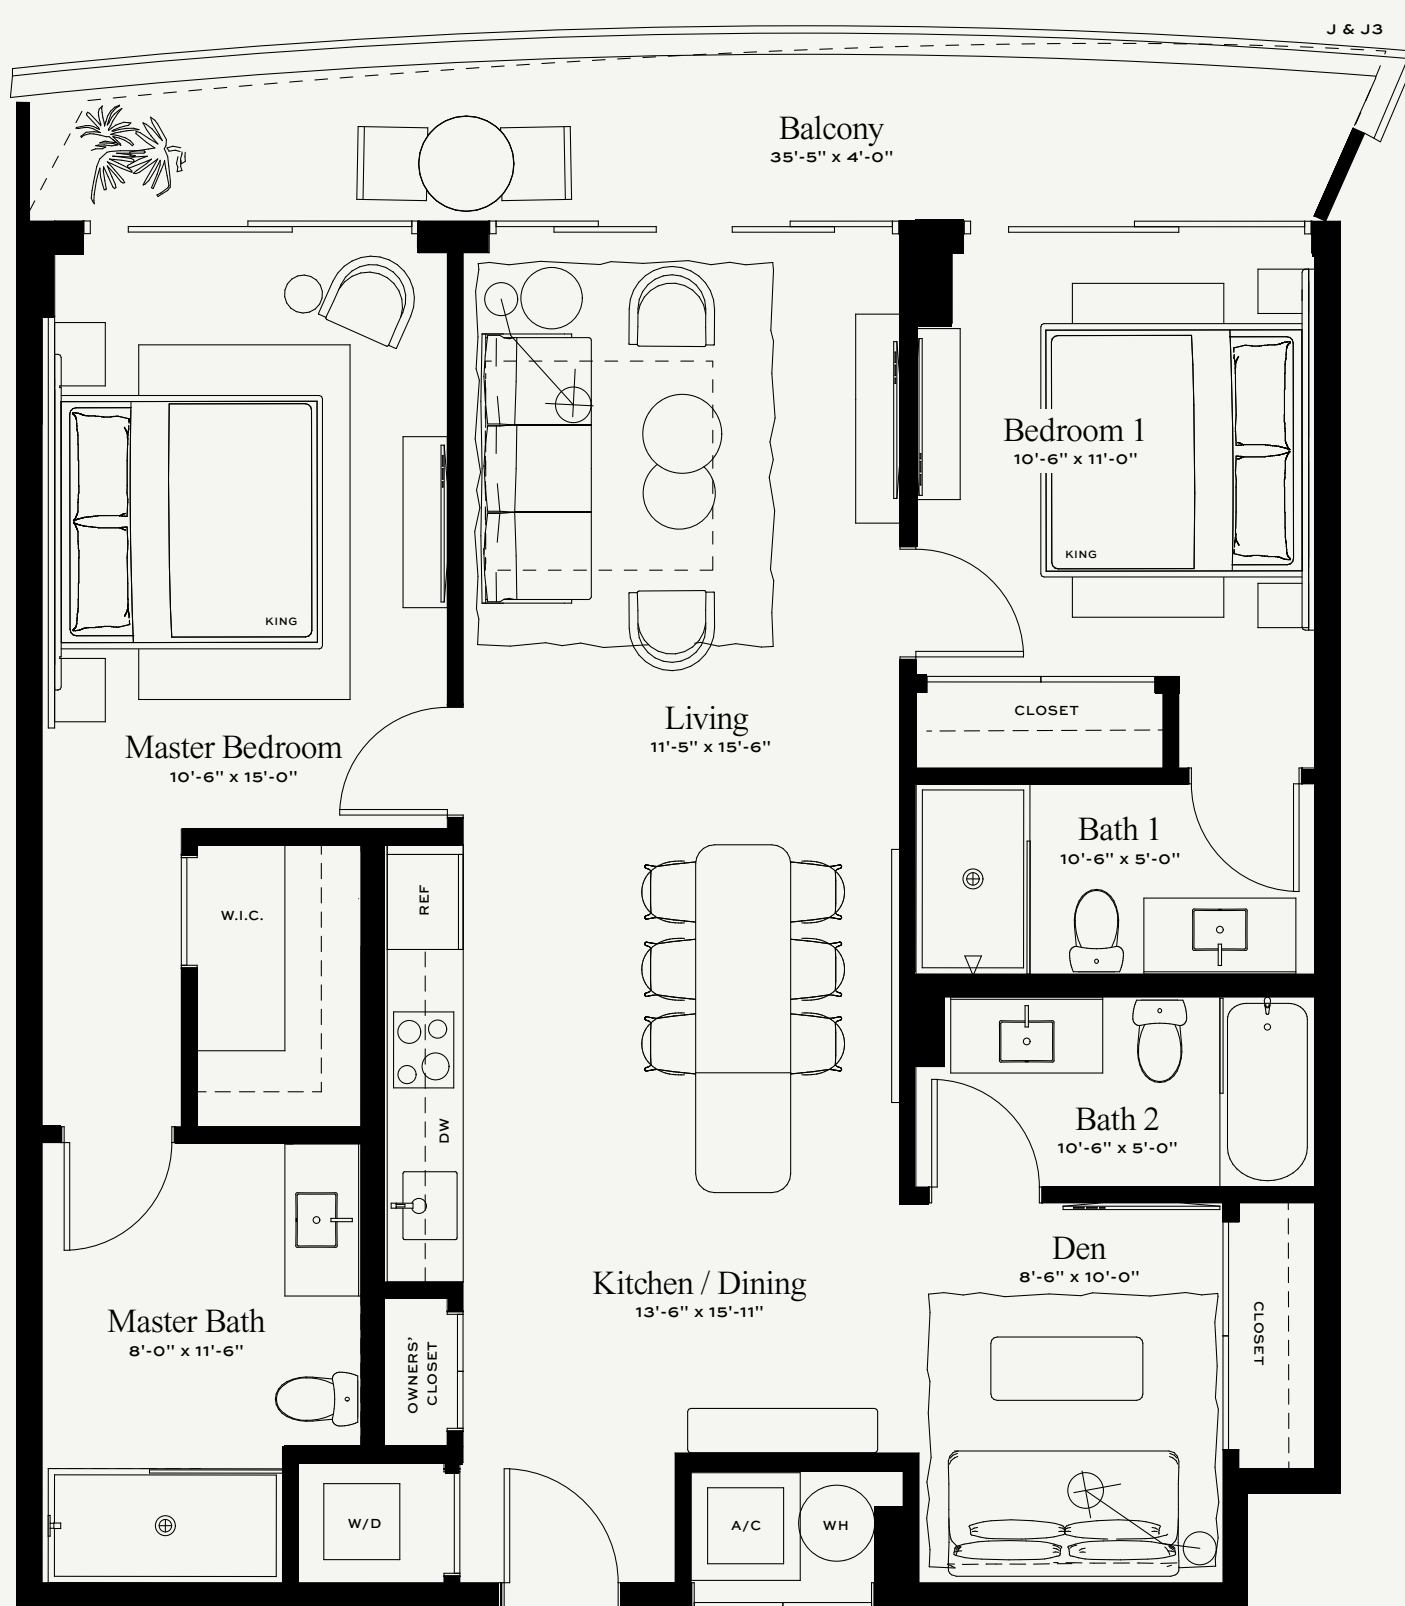 J & J3
Balcony
35'-5" x 4'-0"
Bedroom 1
10'-6" x 11'-0"
KING
KING
Living
11'-5" x 15'-6"
CLOSET
Master Bedroom
10'-6" x 15'-0"
Bath 1
10'-6" x 5'-0"
REF
W.I.C.
DW
Bath 2
10'-6" x 5'-0"
Den
8'-6" x 10'-0"
Kitchen / Dining
13'-6" x 15'-11"
Master Bath
8'-0" x 11'-6"
OWNERS'
CLOSET
CLOSET
W/D
A/C
WH